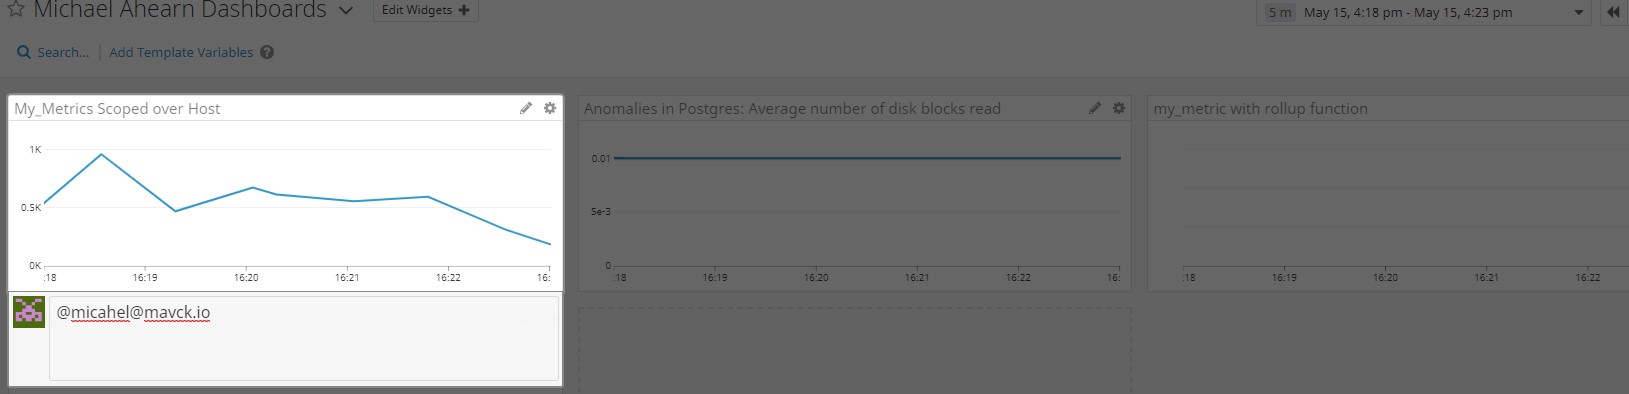 Michael Ahearn Dashboards
Edit Widgets +
5 m May 15, 4:18 pm - May 15, 4:23 pm
Search...
Add Template Variables ?
My_Metrics Scoped over Host
1K
0.5K
0K
:18 16:19 16:20 16:21 16:22 16:
@micahel@mavck.io
Anomalies in Postgres: Average number of disk blocks read
0.01
5e-3
0
:18 16:19 16:20 16:21 16:22 16:
my_metric with rollup function
:18 16:19 16:20 16:21 16:22